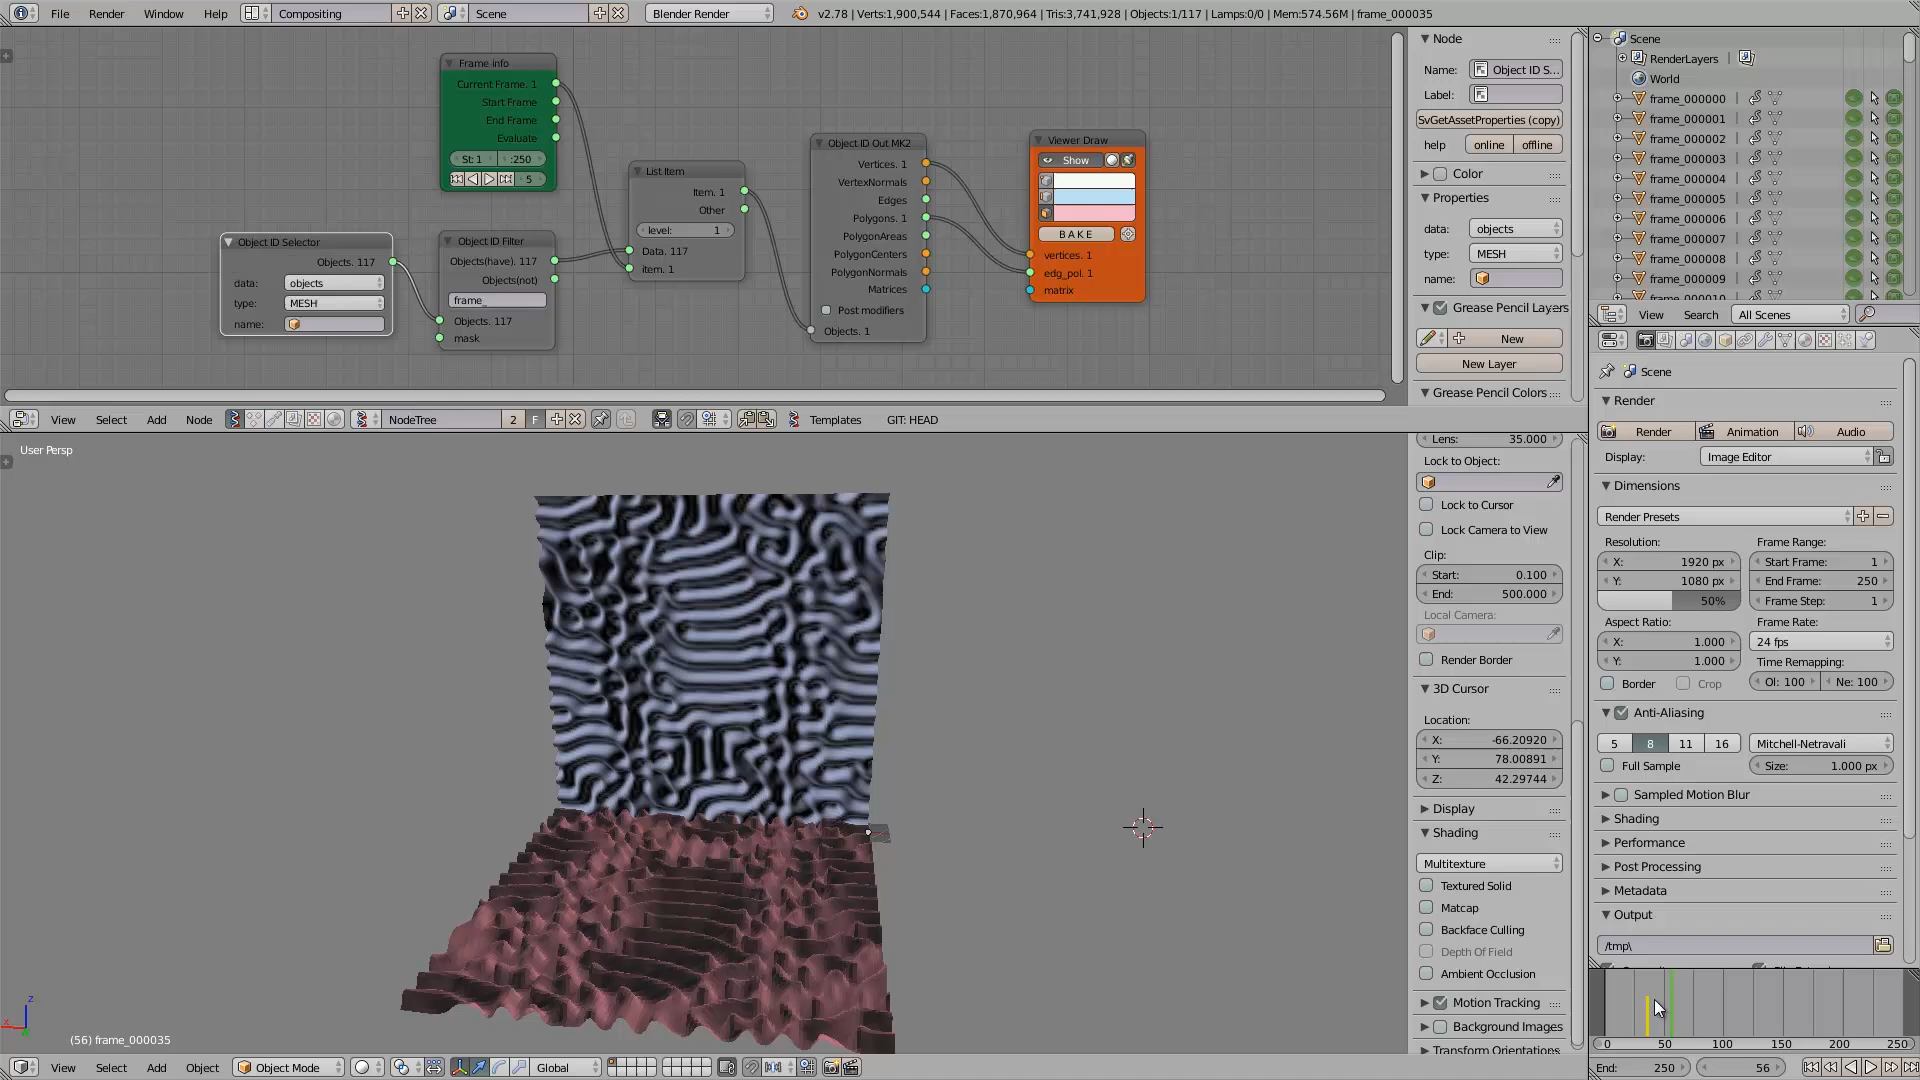 File Render Window Help Compositing Scene Blender Render v2.78 | Verts:1,900,544 | Faces:1,870,964 | Tris:3,741,928 | Objects:1/117 | Lamps:0/0 | Mem:574.56M | frame_000035
Frame info
Current Frame. 1
Start Frame
End Frame
Evaluate
St: 1 :250
5
Object ID Selector
Objects. 117
data: objects
type: MESH
name:
Object ID Filter
Objects(have). 117
Objects(not)
frame_
Objects. 117
mask
List Item
Item. 1
Other
level: 1
Data. 117
item. 1
Object ID Out MK2
Vertices. 1
VertexNormals
Edges
Polygons. 1
PolygonAreas
PolygonCenters
PolygonNormals
Matrices
Post modifiers
Objects. 1
Viewer Draw
Show
BAKE
vertices. 1
edg_pol. 1
matrix
Node
Name: Object ID S...
Label:
SvGetAssetProperties (copy)
help online offline
Color
Properties
data: objects
type: MESH
name:
Grease Pencil Layers
New
New Layer
Grease Pencil Colors
View Select Add Node NodeTree 2 F Templates GIT: HEAD
Scene
RenderLayers
World
frame_000000
frame_000001
frame_000002
frame_000003
frame_000004
frame_000005
frame_000006
frame_000007
frame_000008
frame_000009
frame_000010
View Search All Scenes
Scene
Render
Render Animation Audio
Display: Image Editor
Dimensions
Render Presets
Resolution: Frame Range:
X: 1920 px Start Frame: 1
Y: 1080 px End Frame: 250
50% Frame Step: 1
Aspect Ratio: Frame Rate:
X: 1.000 24 fps
Y: 1.000 Time Remapping:
Border Crop Ol: 100 Ne: 100
Anti-Aliasing
5 8 11 16 Mitchell-Netravali
Full Sample Size: 1.000 px
Sampled Motion Blur
Shading
Performance
Post Processing
Metadata
Output
/tmp\
User Persp
(56) frame_000035
z
x
Lens: 35.000
Lock to Object:
Lock to Cursor
Lock Camera to View
Clip:
Start: 0.100
End: 500.000
Local Camera:
Render Border
3D Cursor
Location:
X: -66.20920
Y: 78.00891
Z: 42.29744
Display
Shading
Multitexture
Textured Solid
Matcap
Backface Culling
Depth Of Field
Ambient Occlusion
Motion Tracking
Background Images
Transform Orientations
0 50 100 150 200 250
View Select Add Object Object Mode Global
End: 250 56